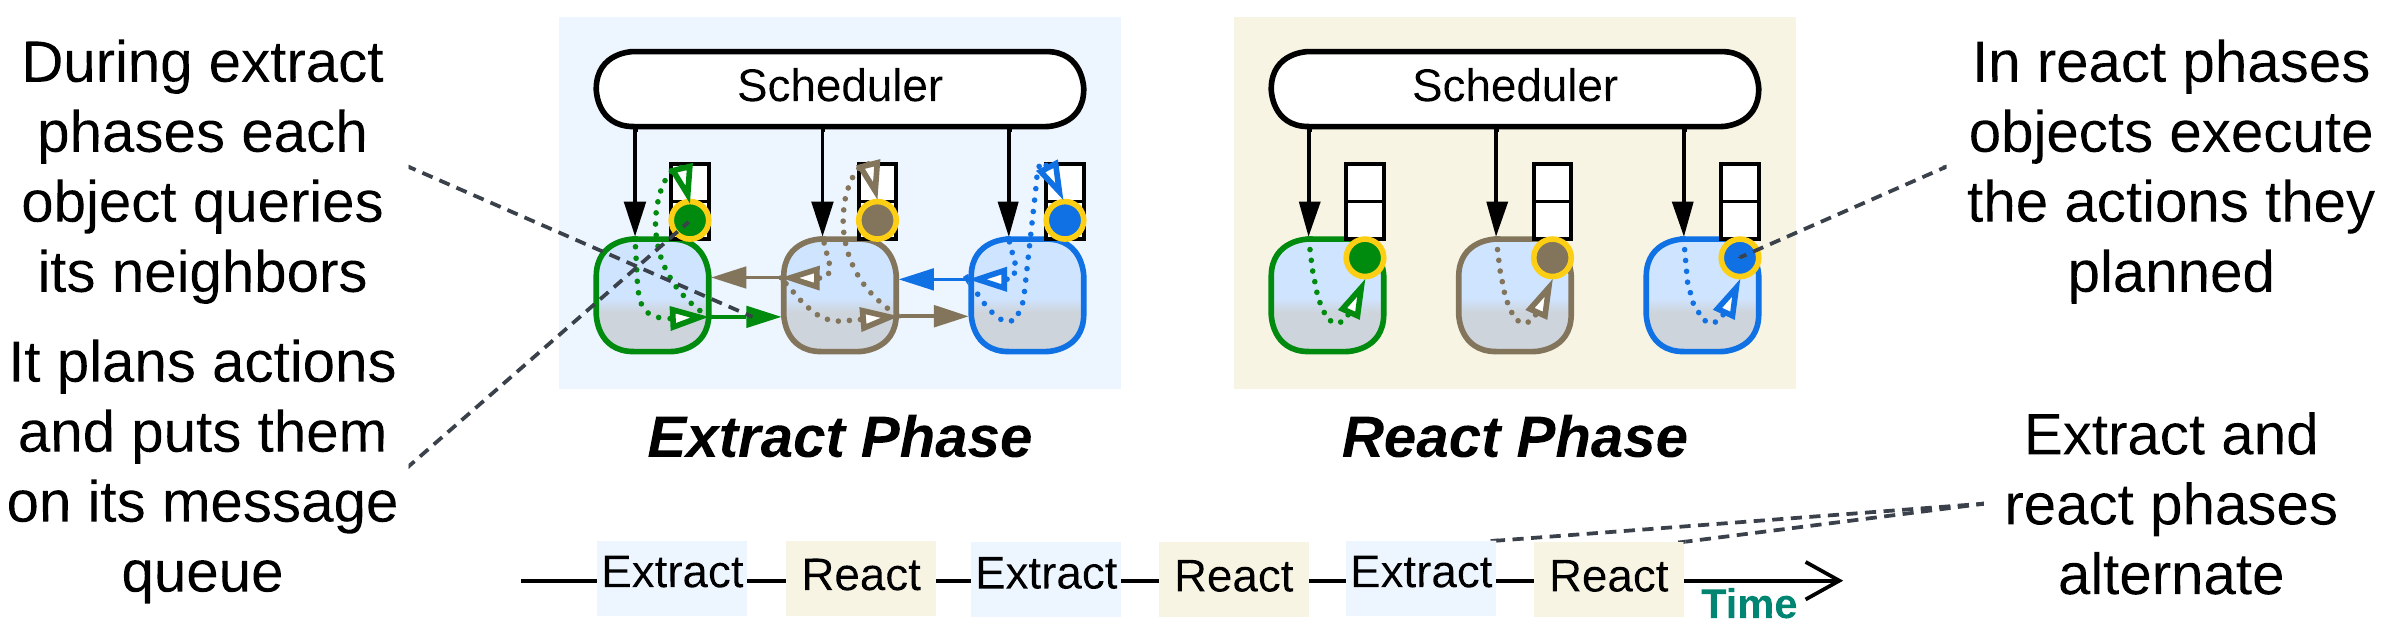 During extract
phases each
object queries
its neighbors
It plans actions
and puts them
on its message
queue
Scheduler
Extract Phase
Scheduler
React Phase
In react phases
objects execute
the actions they
planned
Extract and
react phases
alternate
Extract React Extract React Extract React
Time